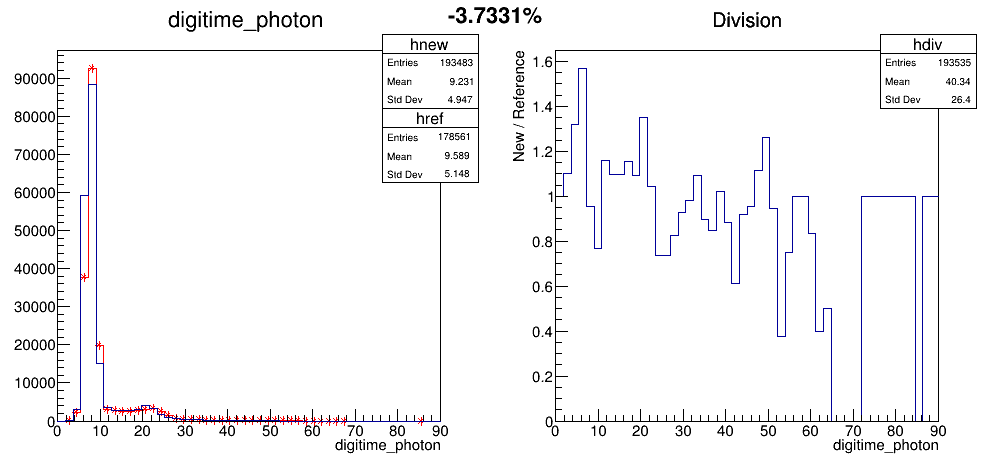 digitime_photon
-3.7331%
Division
hnew
Entries 193483
Mean 9.231
Std Dev 4.947
href
Entries 178561
Mean 9.589
Std Dev 5.148
90000
80000
70000
60000
50000
40000
30000
20000
10000
0
0 10 20 30 40 50 60 70 80 90
digitime_photon
hdiv
Entries 193535
Mean 40.34
Std Dev 26.4
New / Reference
1.6
1.4
1.2
1
0.8
0.6
0.4
0.2
0
0 10 20 30 40 50 60 70 80 90
digitime_photon